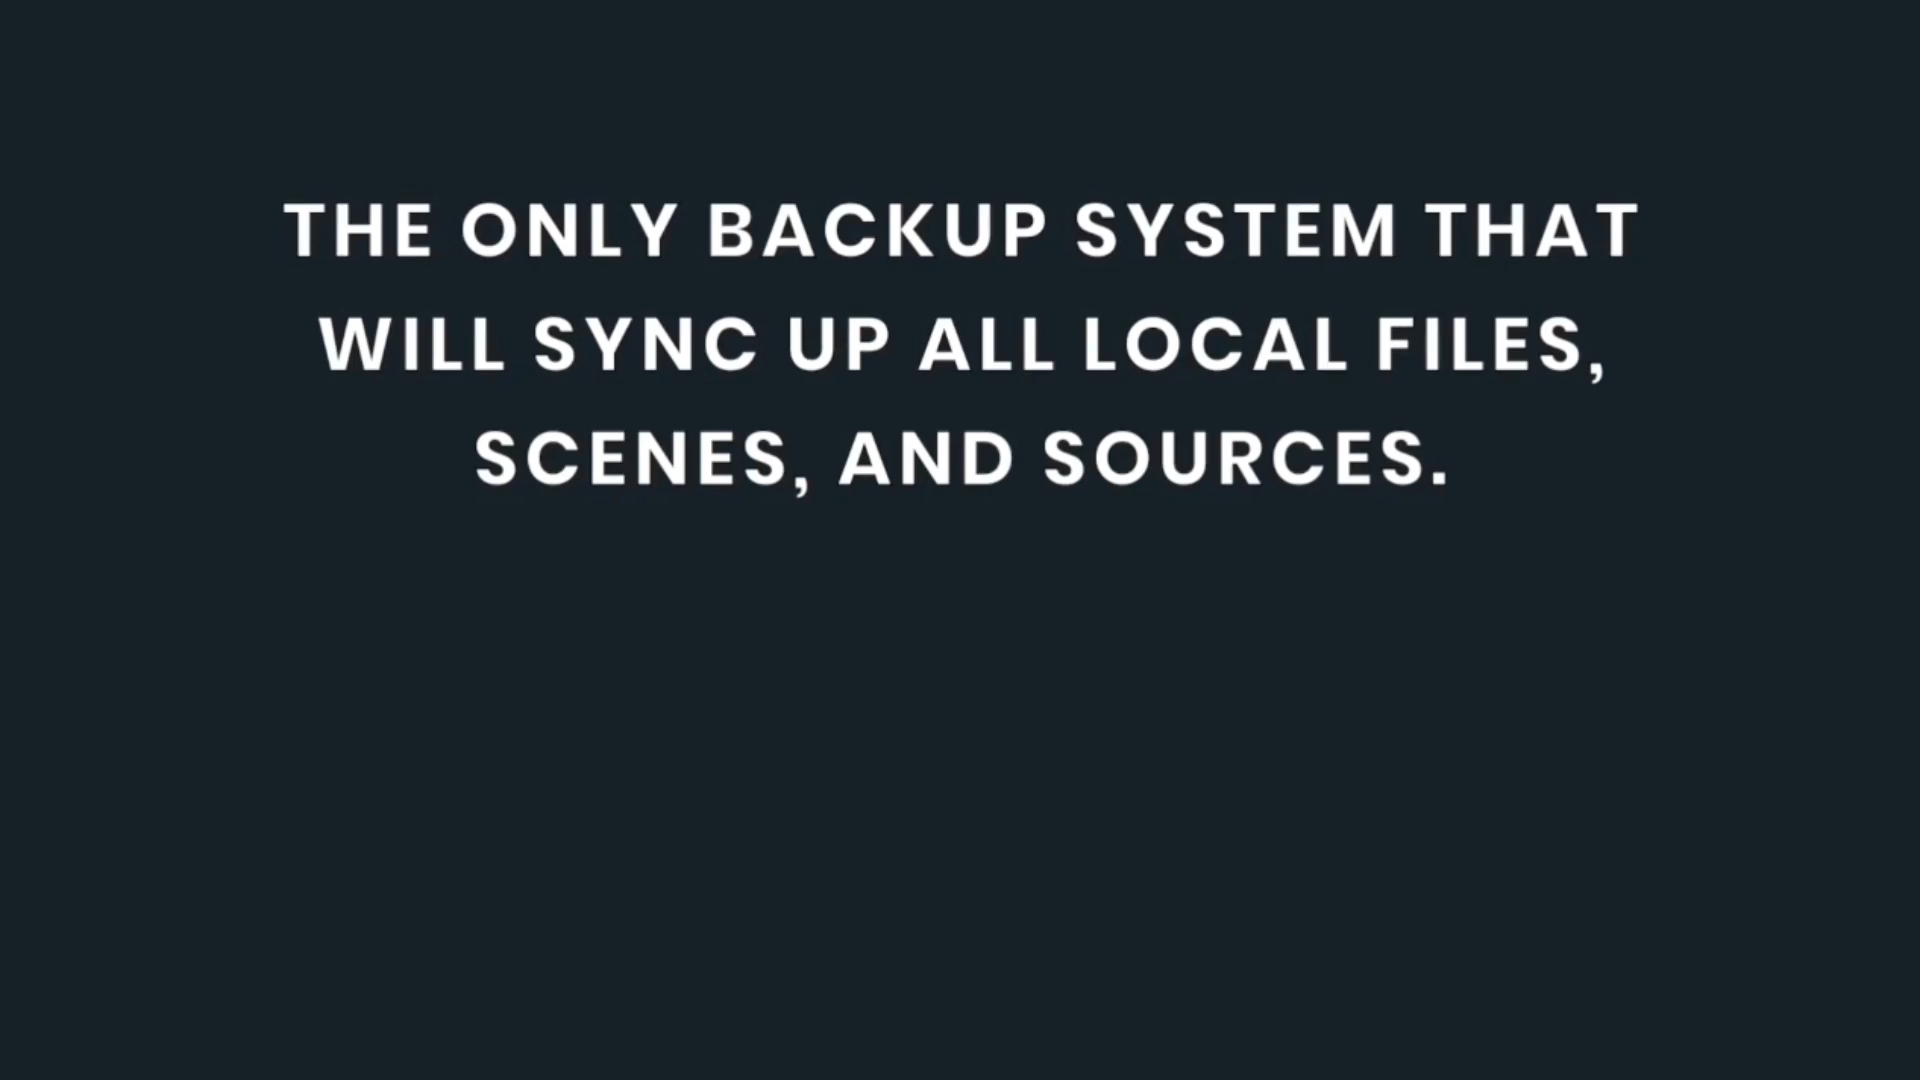 THE ONLY BACKUP SYSTEM THAT
WILL SYNC UP ALL LOCAL FILES,
SCENES, AND SOURCES.